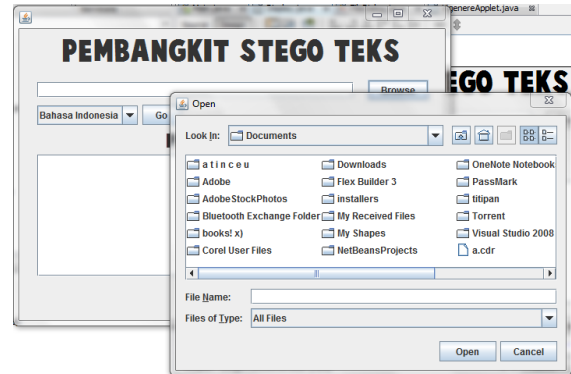 openereApplet.java
PEMBANGKIT STEGO TEKS
EGO TEKS
Browse
Bahasa Indonesia
Go
Open
Look In:
Documents
a t i n c e u
Downloads
OneNote Notebook
Adobe
Flex Builder 3
PassMark
AdobeStockPhotos
installers
titipan
Bluetooth Exchange Folder
My Received Files
Torrent
books! x)
My Shapes
Visual Studio 2008
Corel User Files
NetBeansProjects
a.cdr
File Name:
Files of Type:
All Files
Open
Cancel